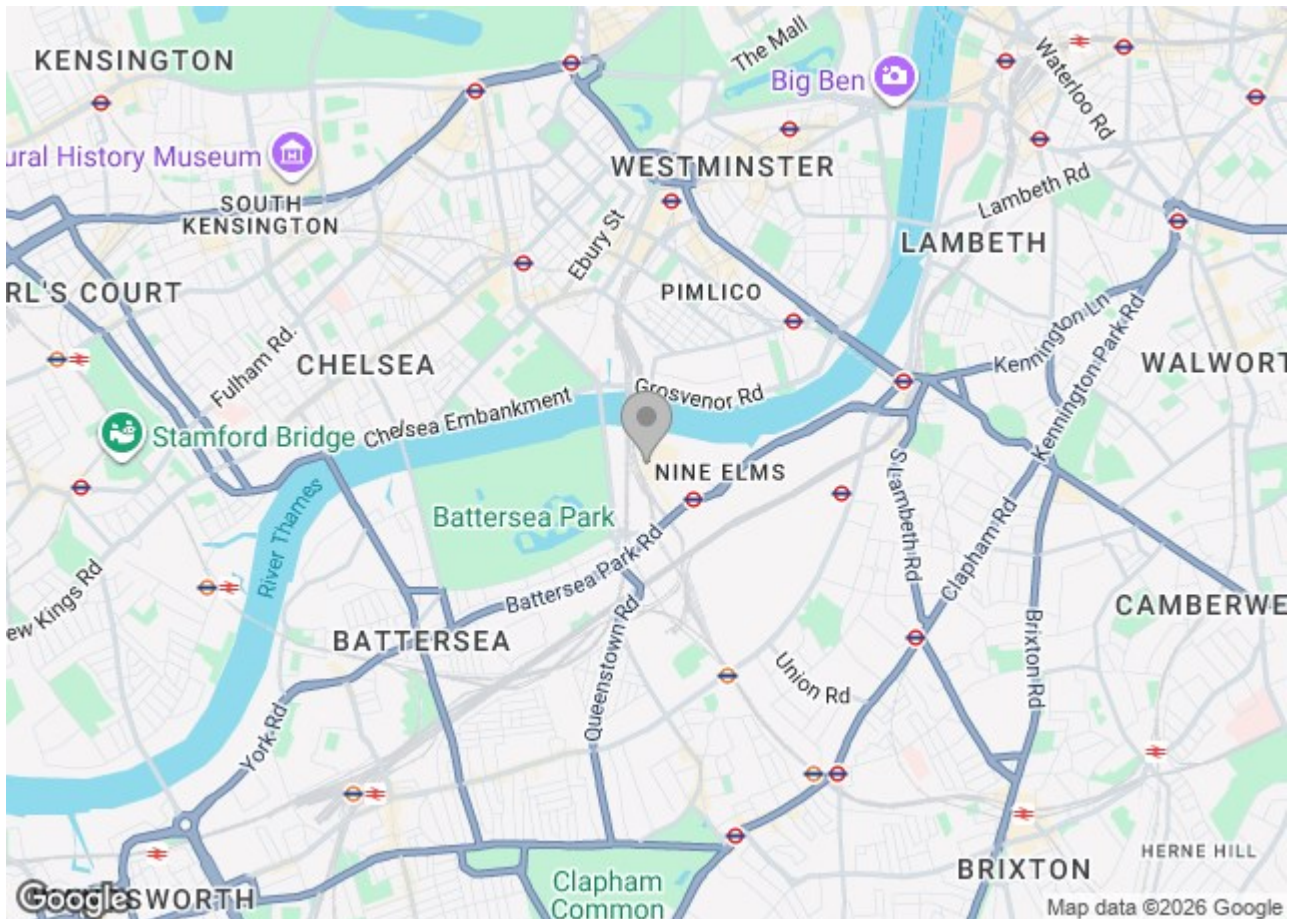 KENSINGTON
The Mall
Big Ben
Waterloo Rd
ural History Museum
WESTMINSTER
SOUTH
KENSINGTON
Ebury St
Lambeth Rd
LAMBETH
RL'S COURT
PIMLICO
Fulham Rd.
CHELSEA
Kennington Ln
Kennington Park Rd
WALWORT
Grosvenor Rd
Chelsea Embankment
Stamford Bridge
NINE ELMS
S Lambeth Rd
River Thames
Battersea Park
Clapham Rd
ew Kings Rd
Battersea Park Rd
CAMBERWE
BATTERSEA
Queenstown Rd
Union Rd
Brixton Rd
York Rd
HERNE HILL
BRIXTON
Clapham
Common
Google
SWORTH
Map data ©2026 Google